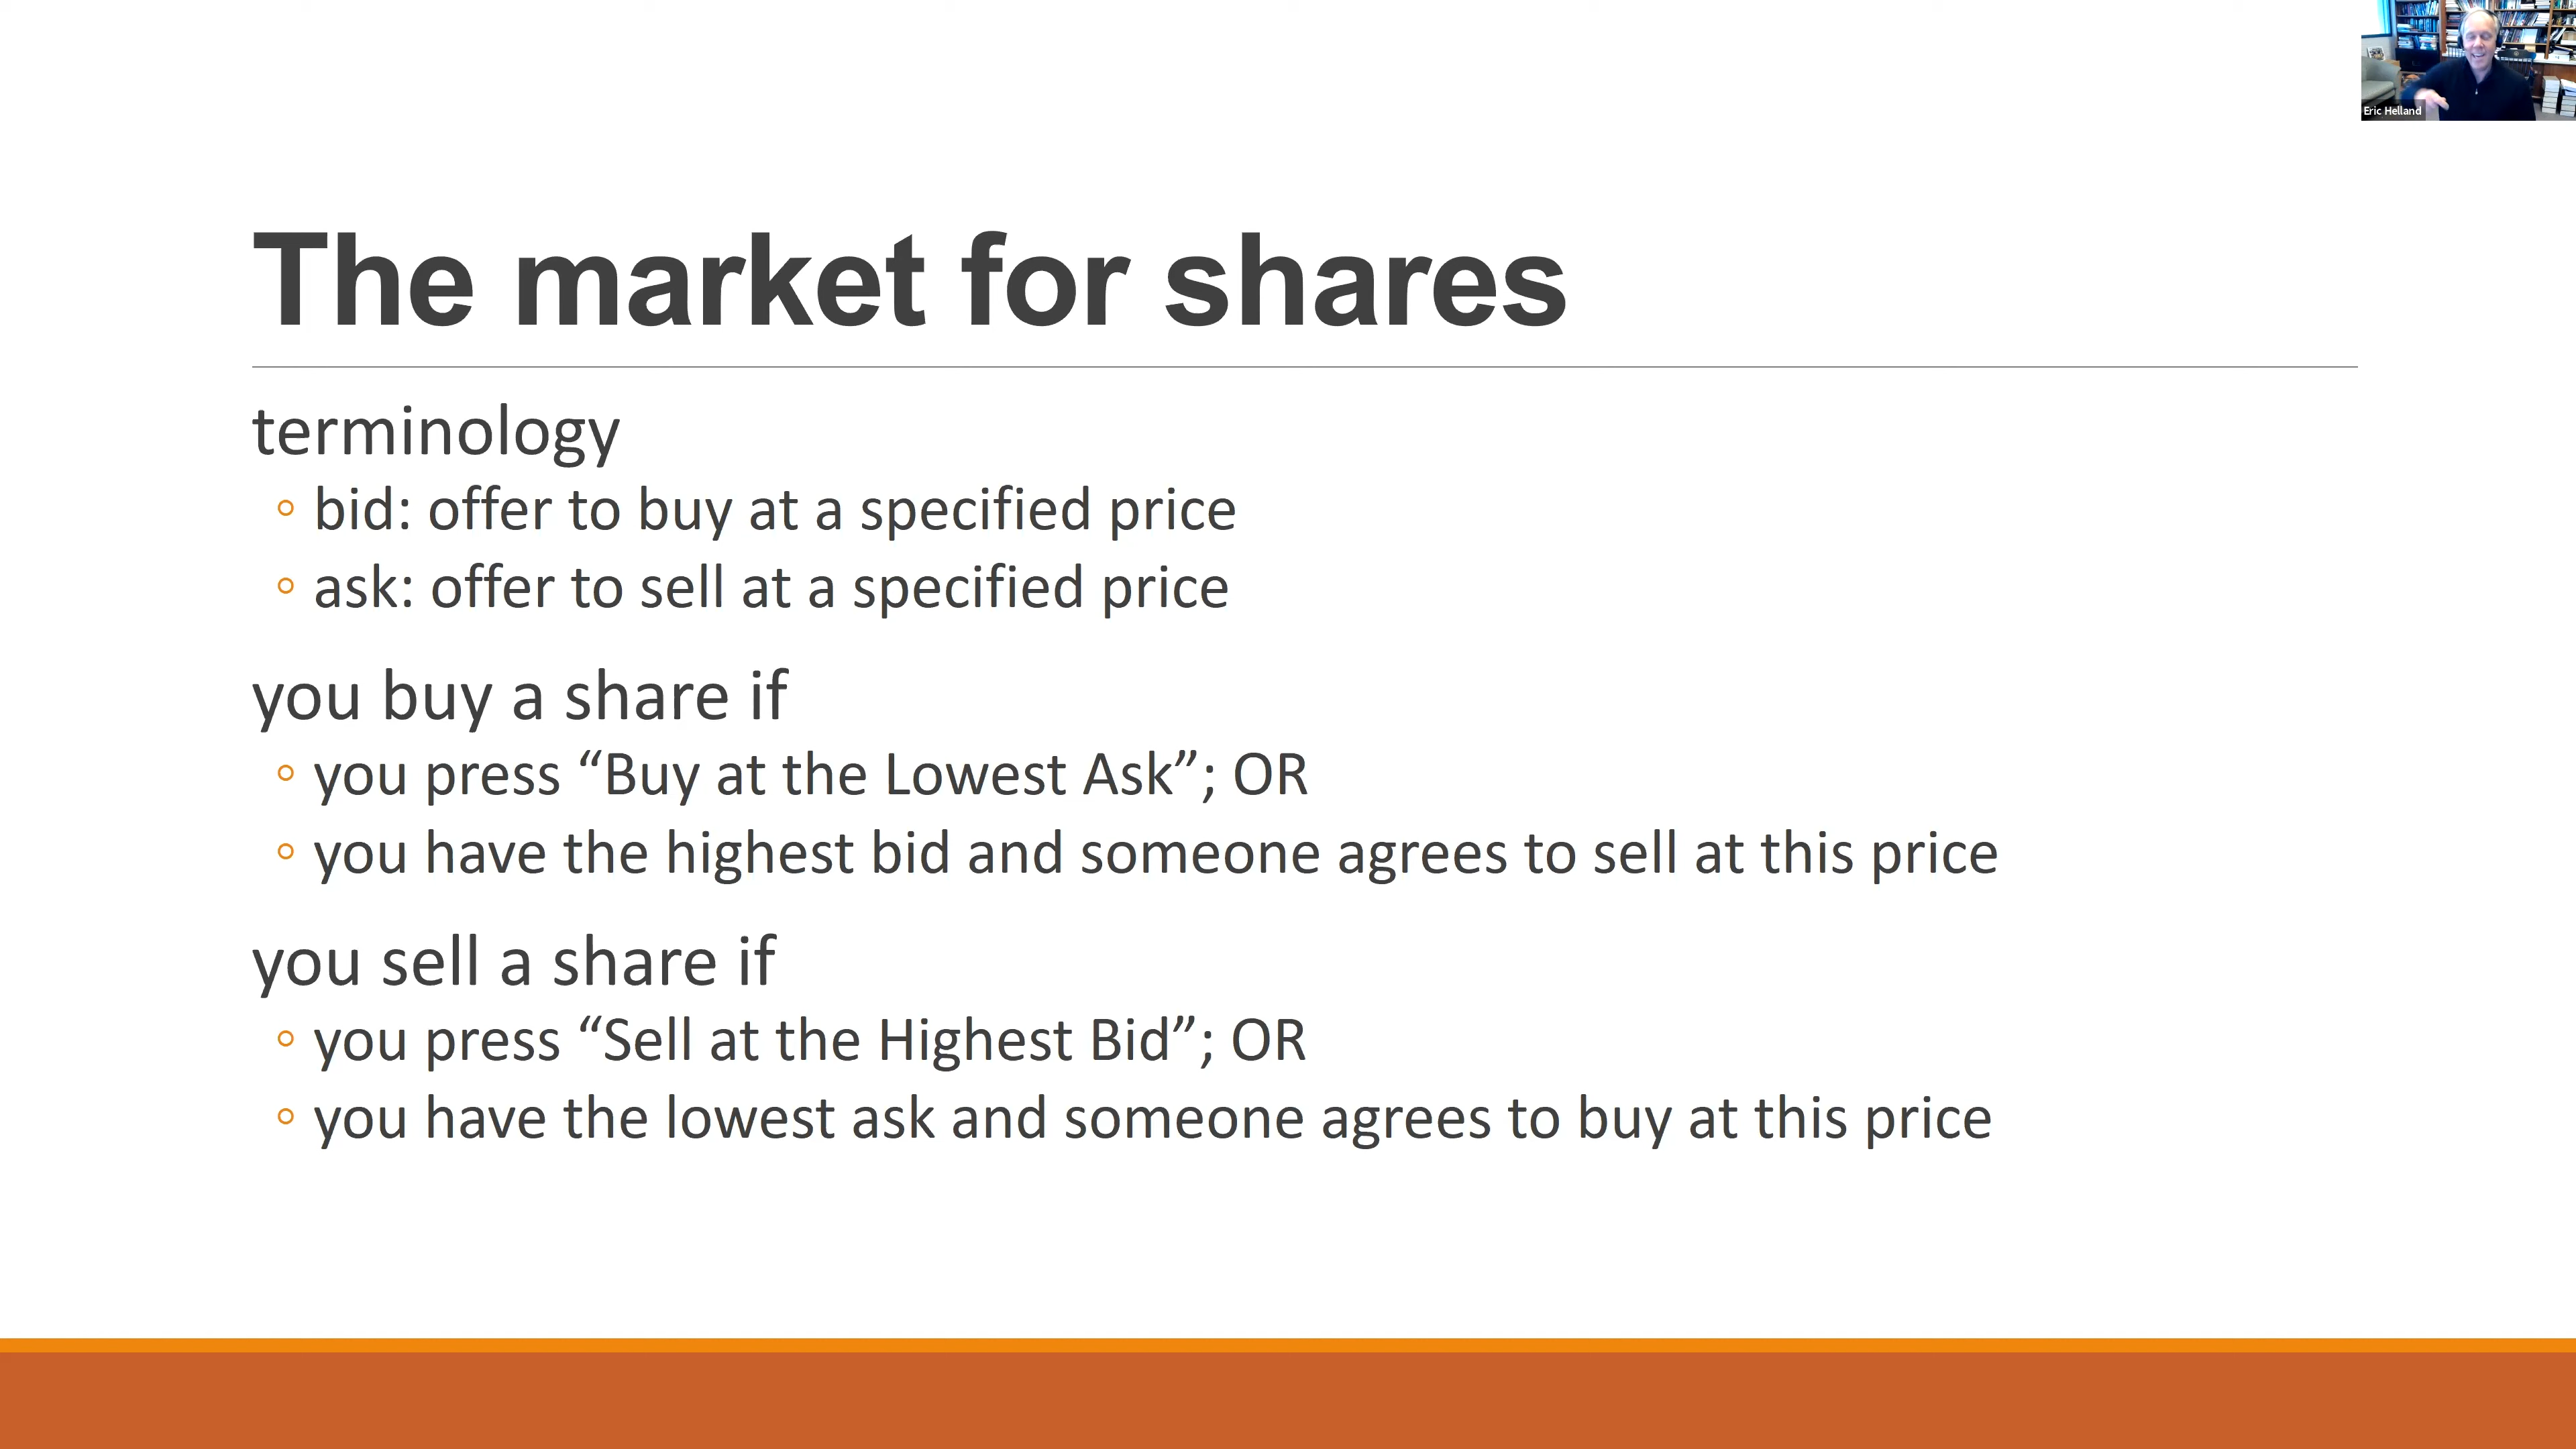 Eric Helland
The market for shares
terminology
◦ bid: offer to buy at a specified price
◦ ask: offer to sell at a specified price
you buy a share if
◦ you press “Buy at the Lowest Ask”; OR
◦ you have the highest bid and someone agrees to sell at this price
you sell a share if
◦ you press “Sell at the Highest Bid”; OR
◦ you have the lowest ask and someone agrees to buy at this price